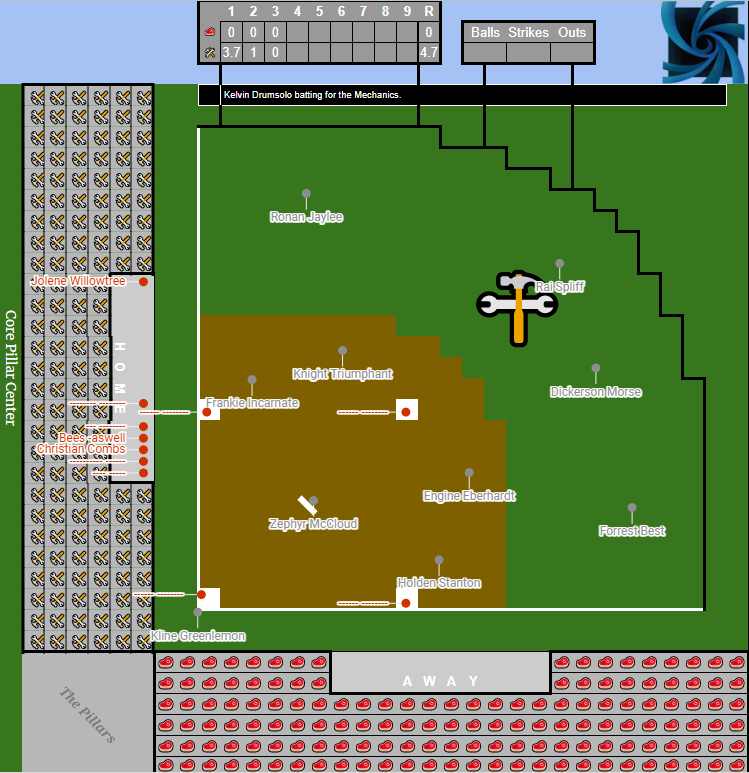 1 2 3 4 5 6 7 8 9 R
0 0 0 0
3.7 1 0 4.7
Balls Strikes Outs
Kelvin Drumsolo batting for the Mechanics.
Ronan Jaylee
Jolene Willowtree
Rai Spliff
Core Pillar Center
HOME
Knight Triumphant
Dickerson Morse
Frankie Incarnate
Bees-aswell
Christian Combs
Engine Eberhardt
Zephyr McCloud
Forrest Best
Holden Stanton
Kline Greenlemon
AWAY
The Pillars